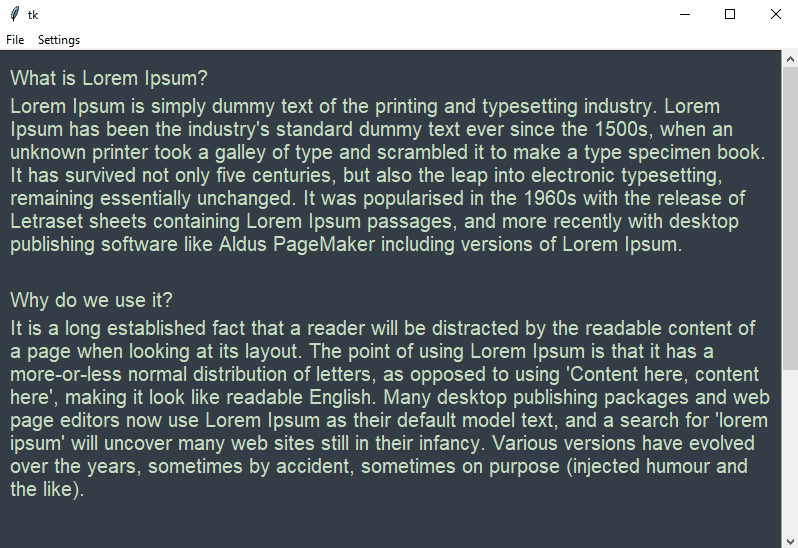 tk
File Settings
What is Lorem Ipsum?
Lorem Ipsum is simply dummy text of the printing and typesetting industry. Lorem
Ipsum has been the industry's standard dummy text ever since the 1500s, when an
unknown printer took a galley of type and scrambled it to make a type specimen book.
It has survived not only five centuries, but also the leap into electronic typesetting,
remaining essentially unchanged. It was popularised in the 1960s with the release of
Letraset sheets containing Lorem Ipsum passages, and more recently with desktop
publishing software like Aldus PageMaker including versions of Lorem Ipsum.
Why do we use it?
It is a long established fact that a reader will be distracted by the readable content of
a page when looking at its layout. The point of using Lorem Ipsum is that it has a
more-or-less normal distribution of letters, as opposed to using 'Content here, content
here', making it look like readable English. Many desktop publishing packages and web
page editors now use Lorem Ipsum as their default model text, and a search for 'lorem
ipsum' will uncover many web sites still in their infancy. Various versions have evolved
over the years, sometimes by accident, sometimes on purpose (injected humour and
the like).